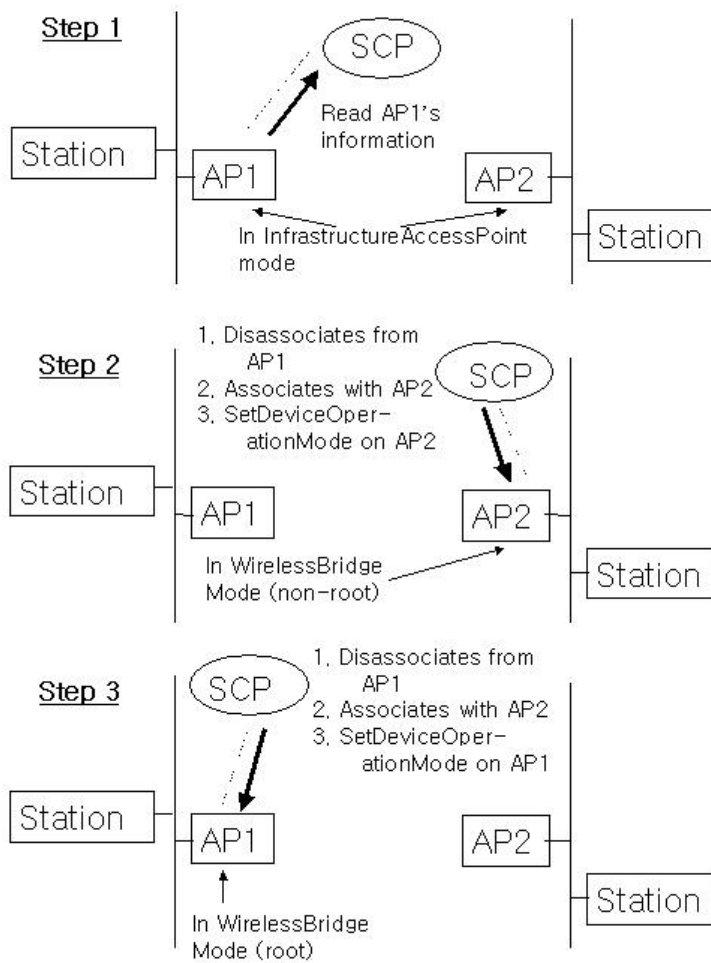 Step 1
SCP
Read AP1's
information
Station
AP1
AP2
In InfrastructureAccessPoint
mode
Station
Step 2
1, Disassociates from
AP1
2, Associates with AP2
3, SetDeviceOper-
ationMode on AP2
SCP
Station
AP1
AP2
In WirelessBridge
Mode (non-root)
Station
Step 3
SCP
1, Disassociates from
AP1
2, Associates with AP2
3, SetDeviceOper-
ationMode on AP1
Station
AP1
AP2
Station
In WirelessBridge
Mode (root)